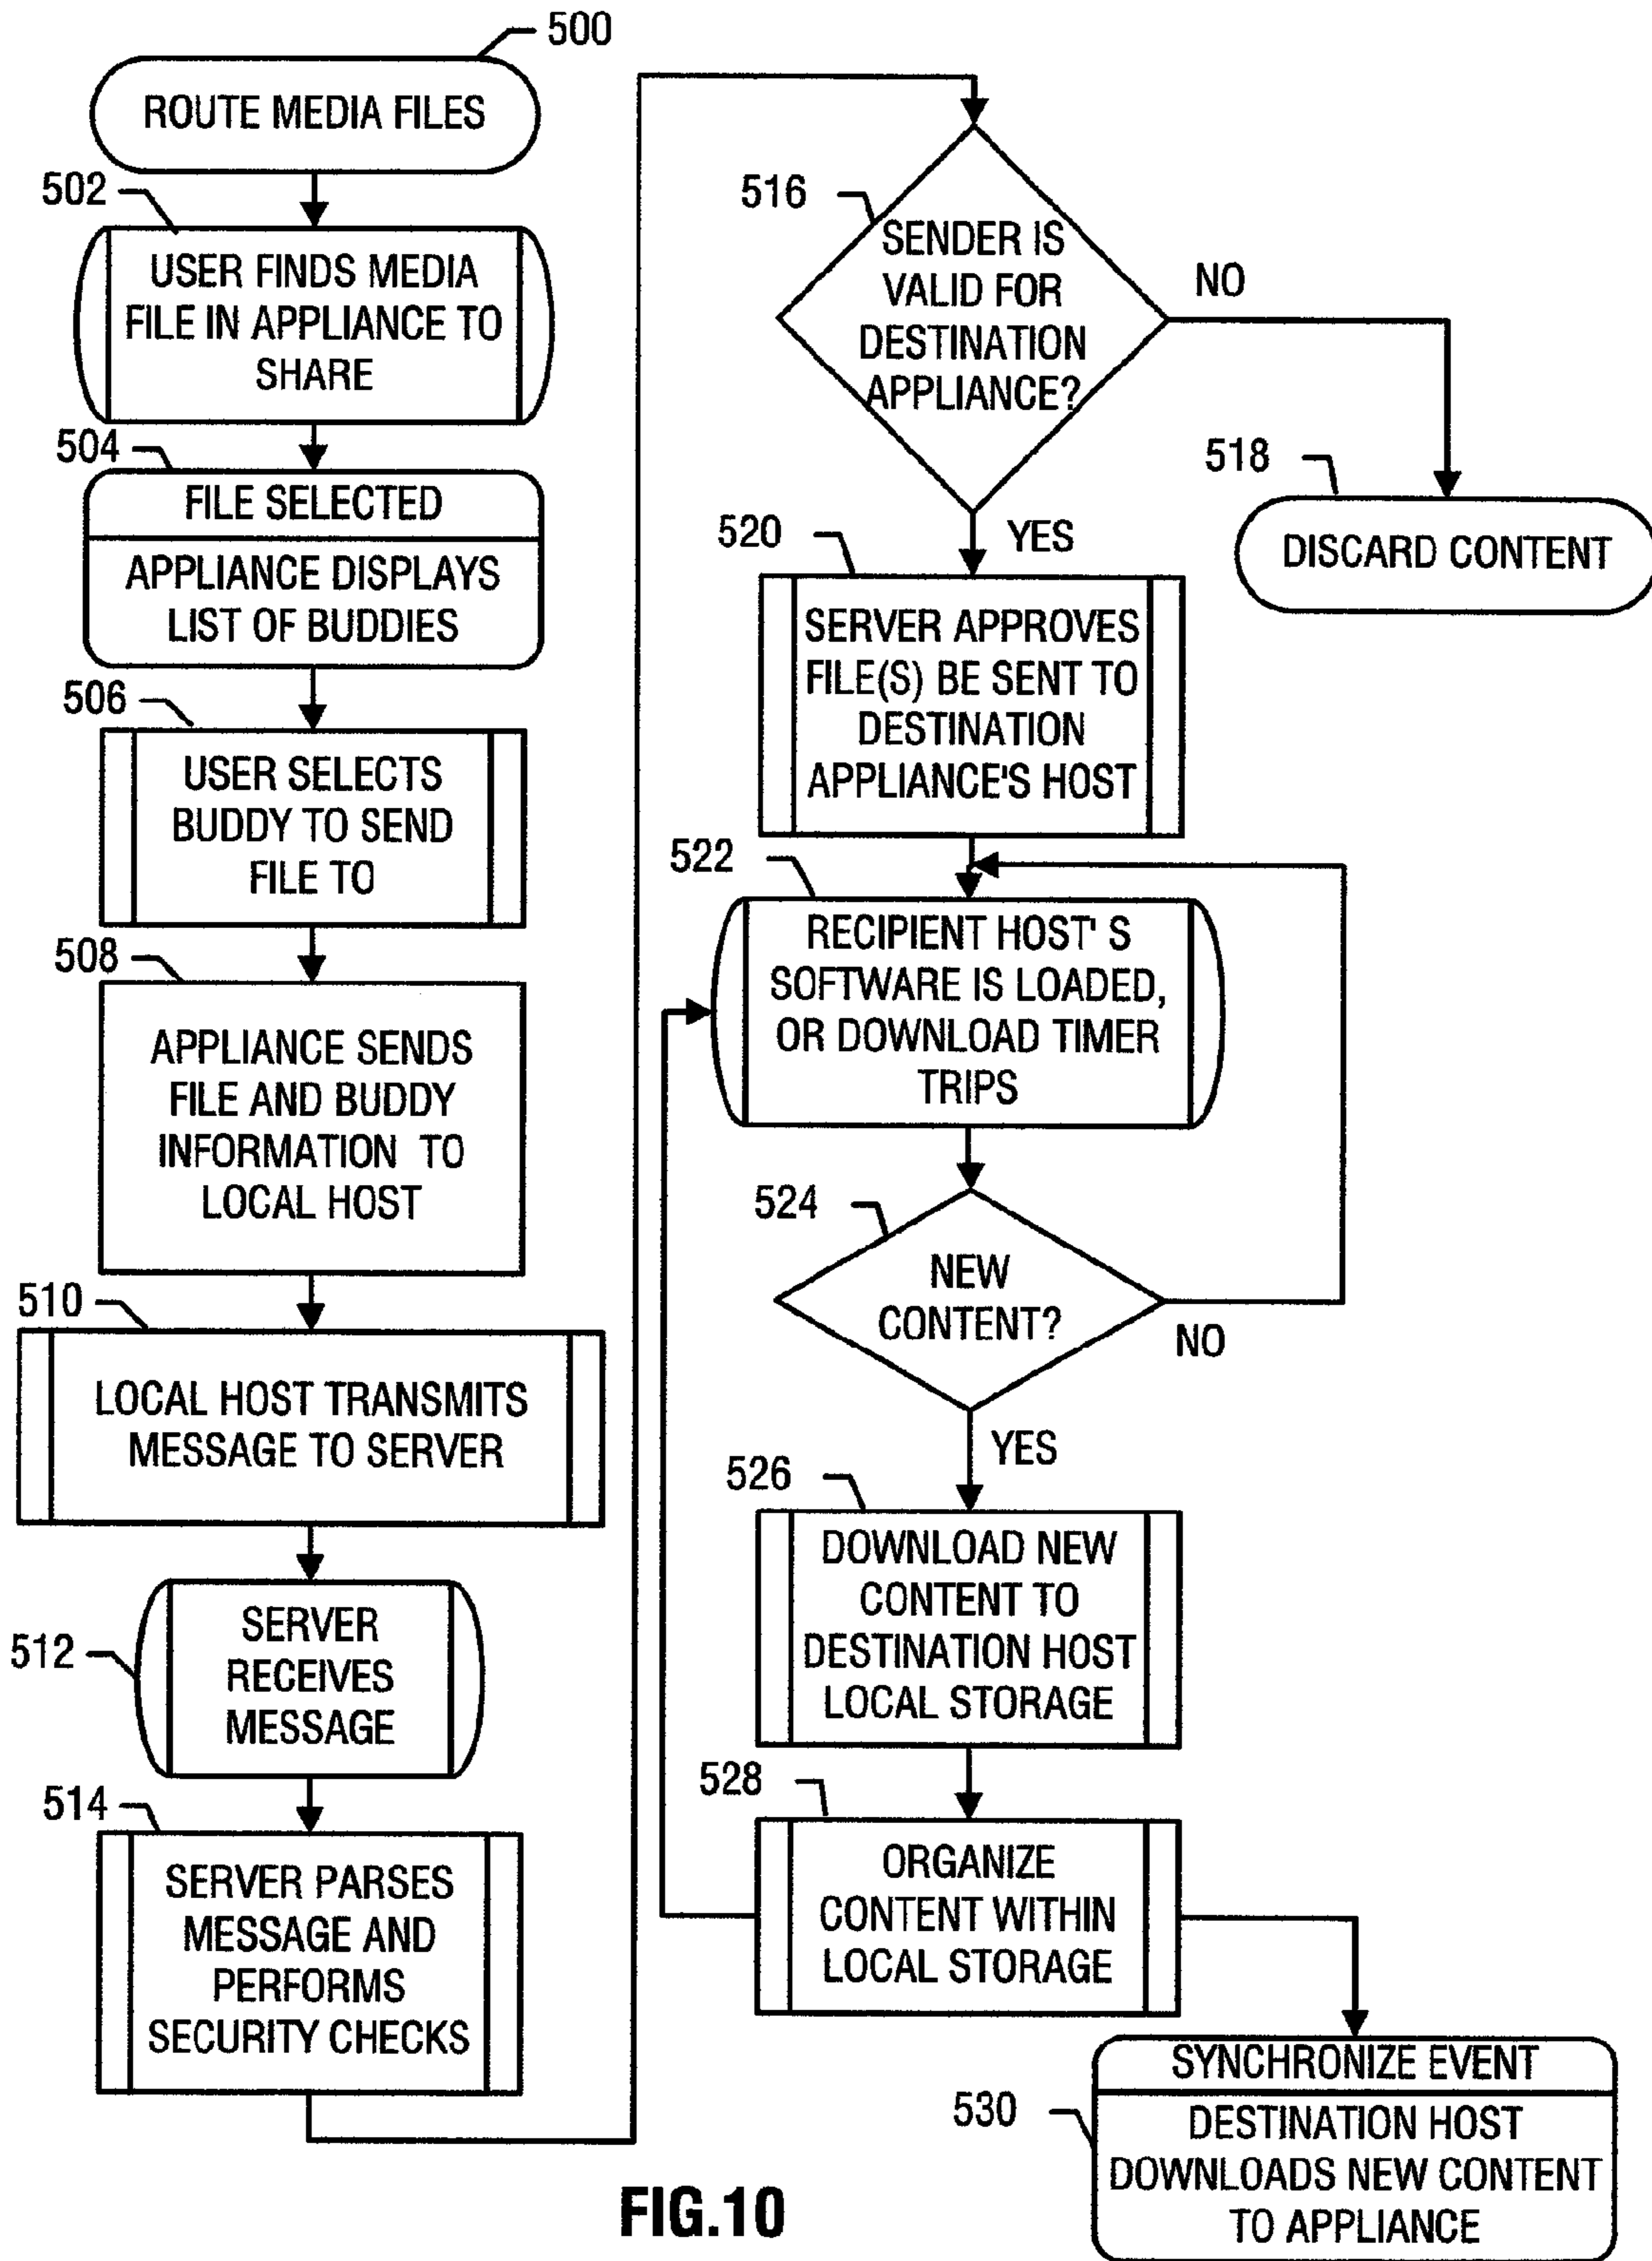 500
ROUTE MEDIA FILES
502
USER FINDS MEDIA
FILE IN APPLIANCE TO
SHARE
504
FILE SELECTED
APPLIANCE DISPLAYS
LIST OF BUDDIES
506
USER SELECTS
BUDDY TO SEND
FILE TO
508
APPLIANCE SENDS
FILE AND BUDDY
INFORMATION TO
LOCAL HOST
510
LOCAL HOST TRANSMITS
MESSAGE TO SERVER
512
SERVER
RECEIVES
MESSAGE
514
SERVER PARSES
MESSAGE AND
PERFORMS
SECURITY CHECKS
516
SENDER IS
VALID FOR
DESTINATION
APPLIANCE?
NO
518
DISCARD CONTENT
YES
520
SERVER APPROVES
FILE(S) BE SENT TO
DESTINATION
APPLIANCE'S HOST
522
RECIPIENT HOST' S
SOFTWARE IS LOADED,
OR DOWNLOAD TIMER
TRIPS
524
NEW
CONTENT?
NO
YES
526
DOWNLOAD NEW
CONTENT TO
DESTINATION HOST
LOCAL STORAGE
528
ORGANIZE
CONTENT WITHIN
LOCAL STORAGE
530
SYNCHRONIZE EVENT
DESTINATION HOST
DOWNLOADS NEW CONTENT
TO APPLIANCE
FIG.10